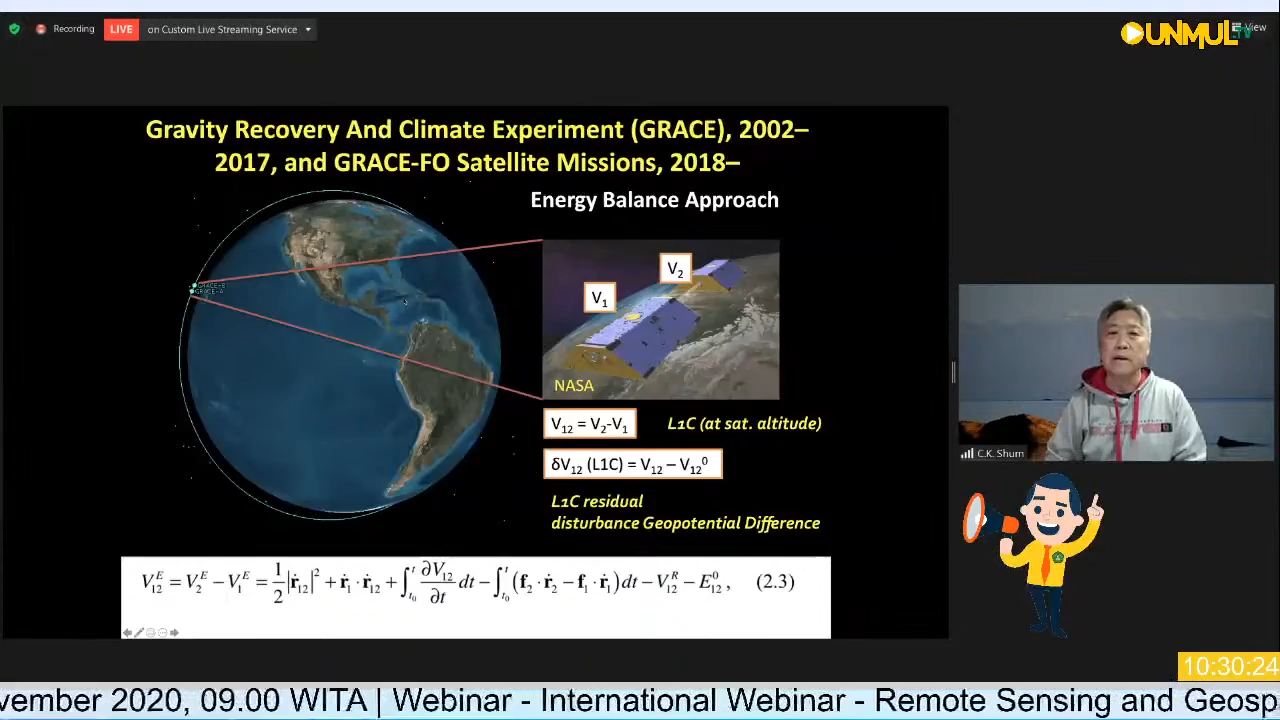 Recording
LIVE
on Custom Live Streaming Service
UNMUL TV
View
Gravity Recovery And Climate Experiment (GRACE), 2002–
2017, and GRACE-FO Satellite Missions, 2018–
Energy Balance Approach
GRACE-B
GRACE-A
V₂
V₁
NASA
V₁₂ = V₂-V₁
L1C (at sat. altitude)
δV₁₂ (L1C) = V₁₂ – V₁₂⁰
L1C residual
disturbance Geopotential Difference
V₁₂ᴱ = V₂ᴱ − V₁ᴱ = 1/2|ṙ₁₂|² + ṙ₁ · ṙ₁₂ + ∫ₜ₀ᵗ ∂V₁₂/∂t dt − ∫ₜ₀ᵗ (f₂ · ṙ₂ − f₁ · ṙ₁)dt − V₁₂ᴿ − E₁₂⁰, (2.3)
C.K. Shum
10:30:24
vember 2020, 09.00 WITA | Webinar - International Webinar - Remote Sensing and Geosp